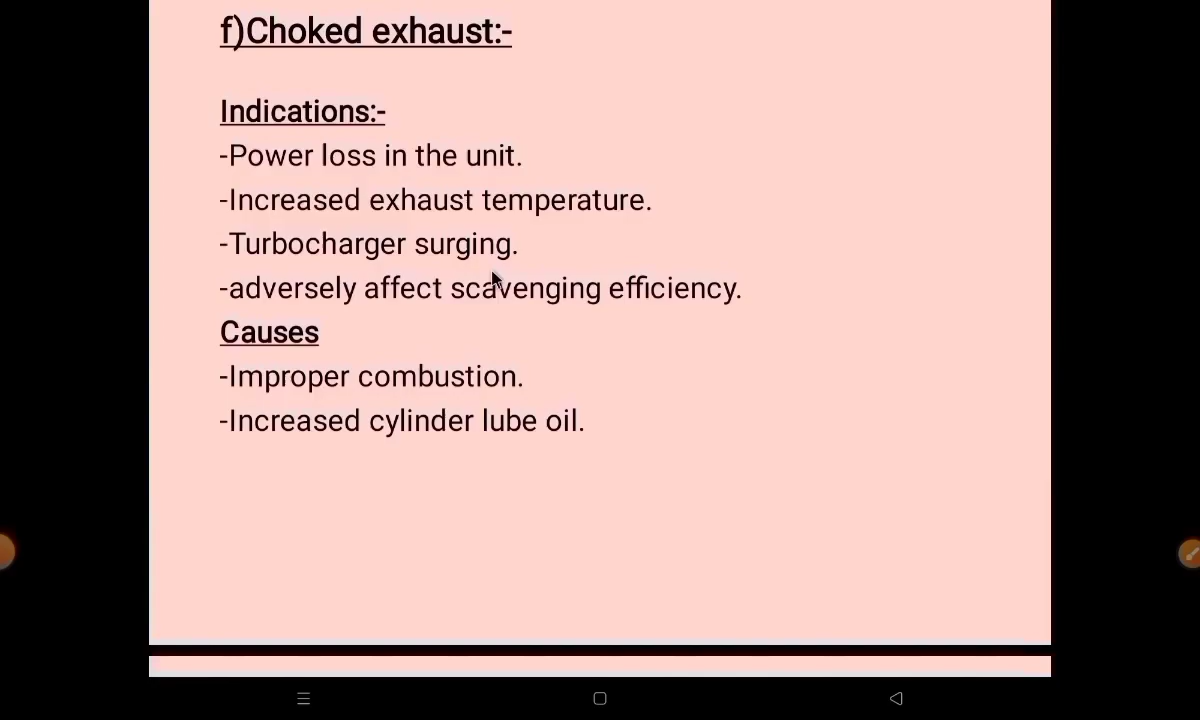 f)Choked exhaust:-
Indications:-
-Power loss in the unit.
-Increased exhaust temperature.
-Turbocharger surging.
-adversely affect scavenging efficiency.
Causes
-Improper combustion.
-Increased cylinder lube oil.